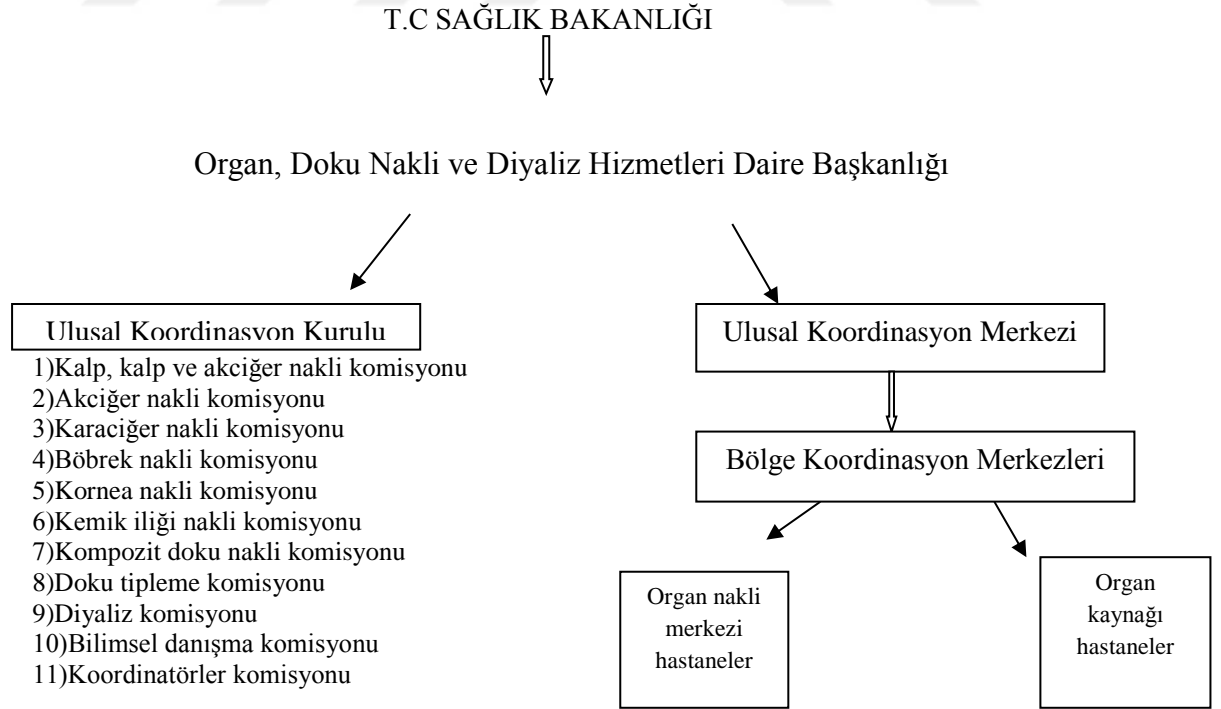 T.C SAĞLIK BAKANLIĞI
Organ, Doku Nakli ve Diyaliz Hizmetleri Daire Başkanlığı
Ulusal Koordinasyon Kurulu
1)Kalp, kalp ve akciğer nakli komisyonu
2)Akciğer nakli komisyonu
3)Karaciğer nakli komisyonu
4)Böbrek nakli komisyonu
5)Kornea nakli komisyonu
6)Kemik iliği nakli komisyonu
7)Kompozit doku nakli komisyonu
8)Doku tipleme komisyonu
9)Diyaliz komisyonu
10)Bilimsel danışma komisyonu
11)Koordinatörler komisyonu
Ulusal Koordinasyon Merkezi
Bölge Koordinasyon Merkezleri
Organ nakli
merkezi
hastaneler
Organ
kaynağı
hastaneler